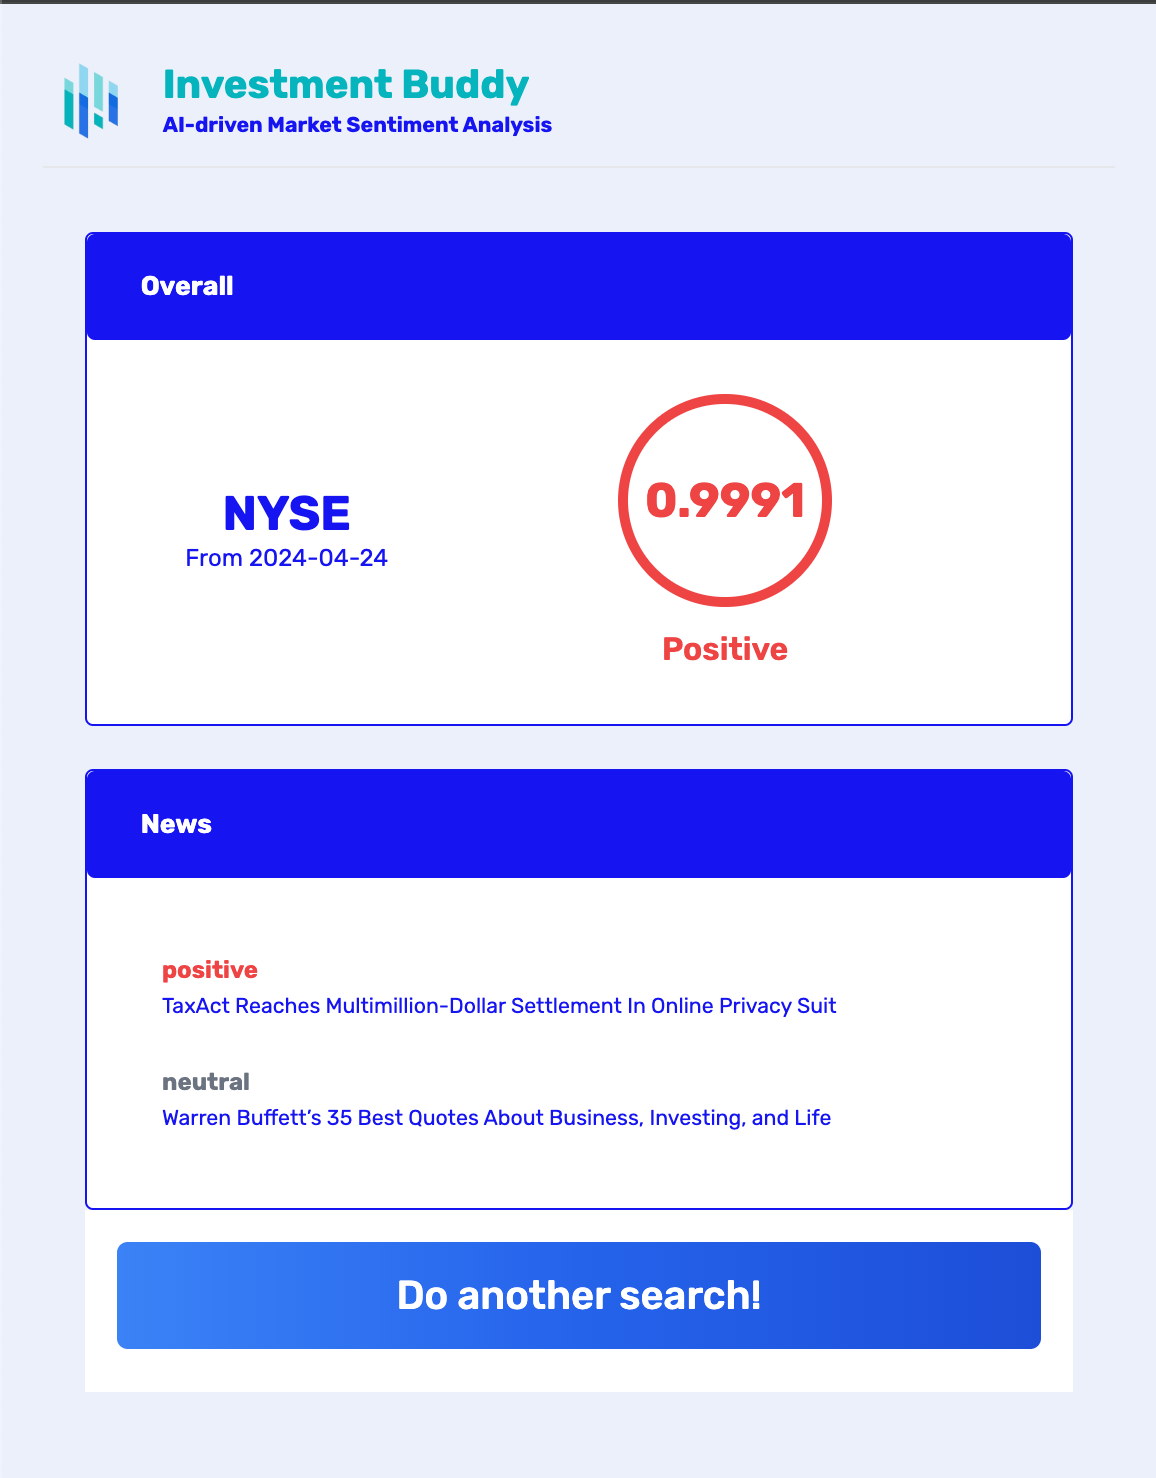 Investment Buddy
AI-driven Market Sentiment Analysis
Overall
NYSE
From 2024-04-24
0.9991
Positive
News
positive
TaxAct Reaches Multimillion-Dollar Settlement In Online Privacy Suit
neutral
Warren Buffett’s 35 Best Quotes About Business, Investing, and Life
Do another search!